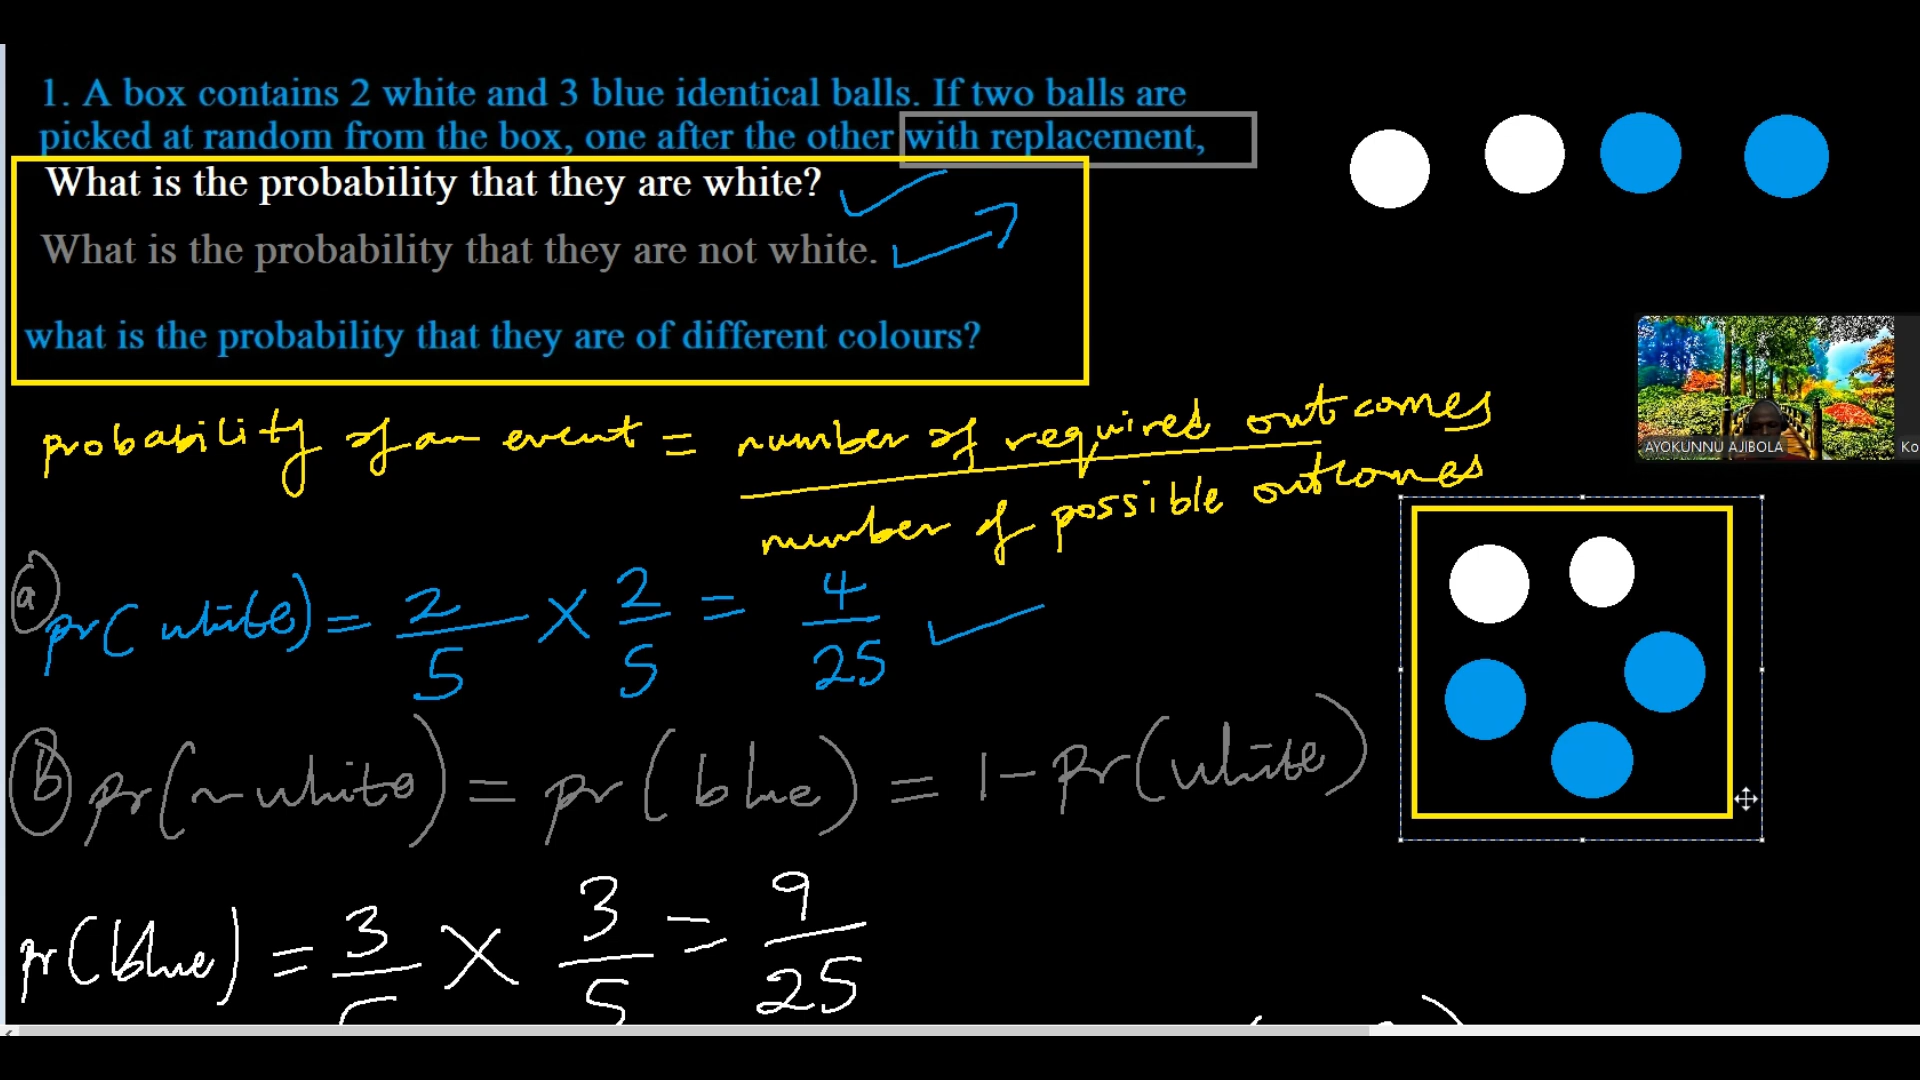 1. A box contains 2 white and 3 blue identical balls. If two balls are
picked at random from the box, one after the other with replacement,
What is the probability that they are white?
What is the probability that they are not white.
what is the probability that they are of different colours?
probability of an event = number of required outcomes
number of possible outcomes
AYOKUNNU AJIBOLA
Ko
(a) pr(white) = 2/5 × 2/5 = 4/25
(b) pr(~white) = pr(blue) = 1 - pr(white)
pr(blue) = 3/5 × 3/5 = 9/25